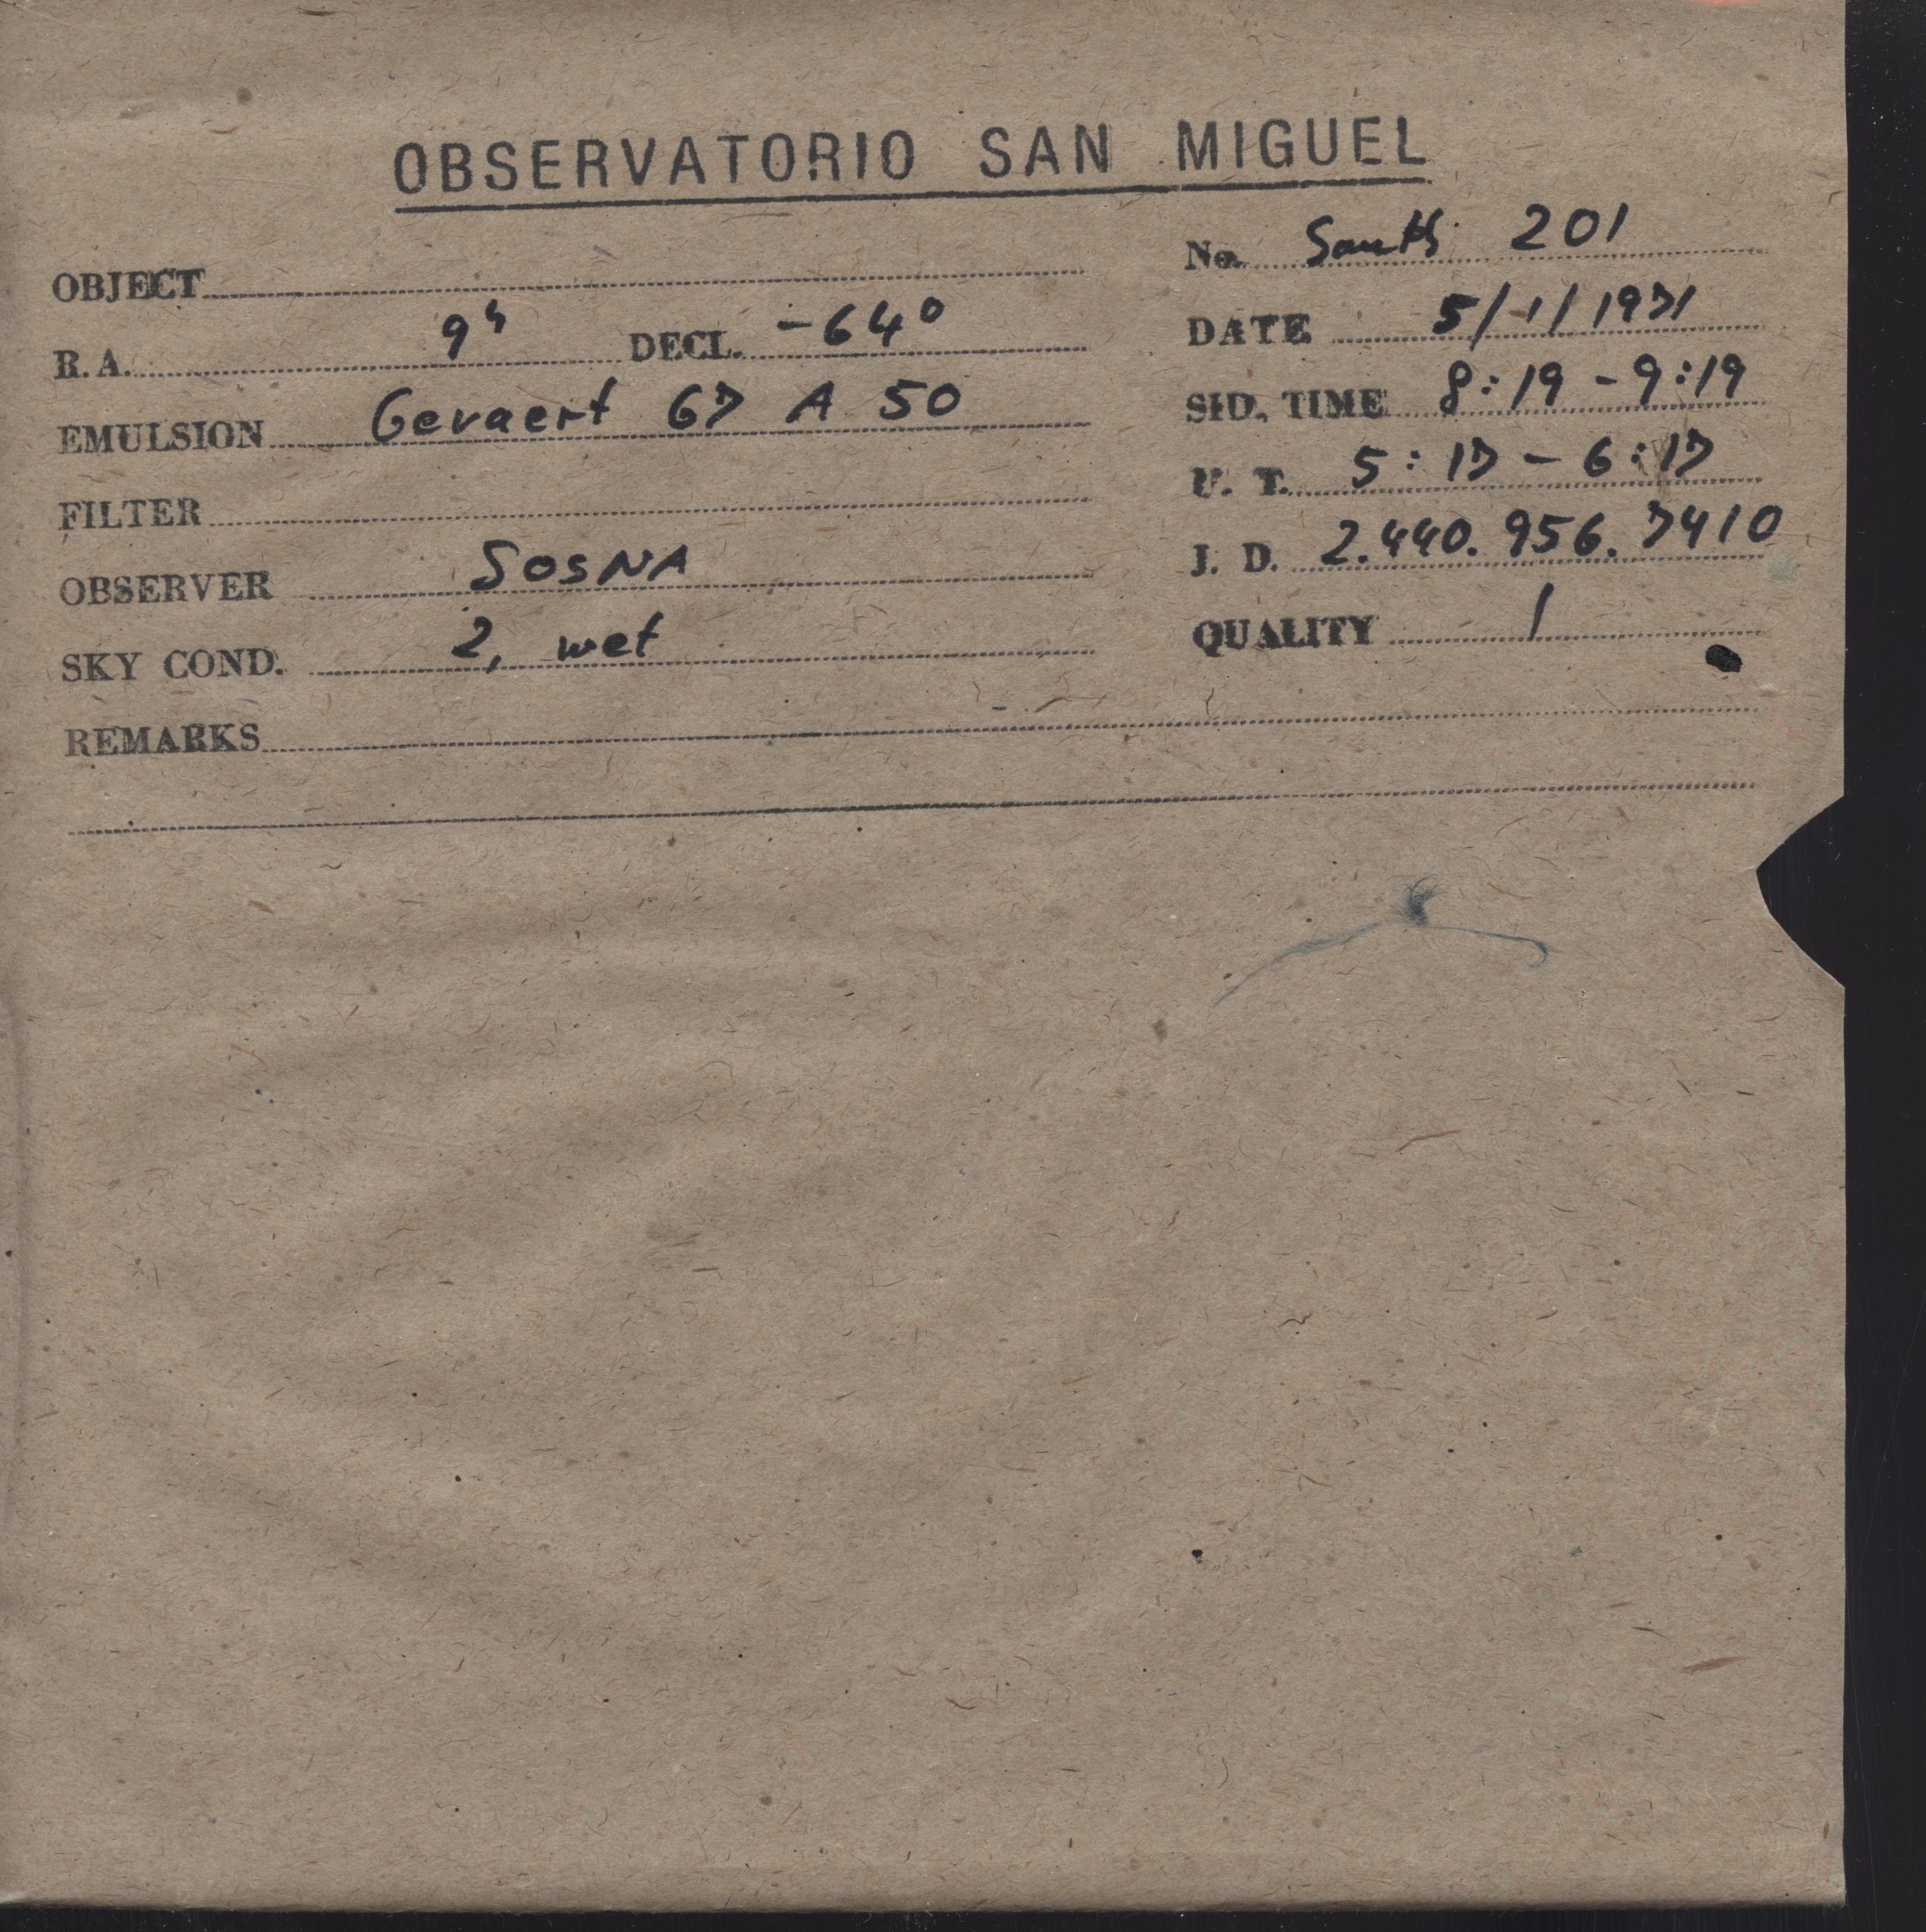 OBSERVATORIO SAN MIGUEL
No. South 201
OBJECT
DATE 5/1/1971
R.A. 9h DECL. -64°
SID. TIME 8:19 - 9:19
EMULSION Gevaert 67 A 50
U. T. 5:17 - 6:17
FILTER
J. D. 2.440.956.7410
OBSERVER SOSNA
QUALITY 1
SKY COND. 2, wet
REMARKS